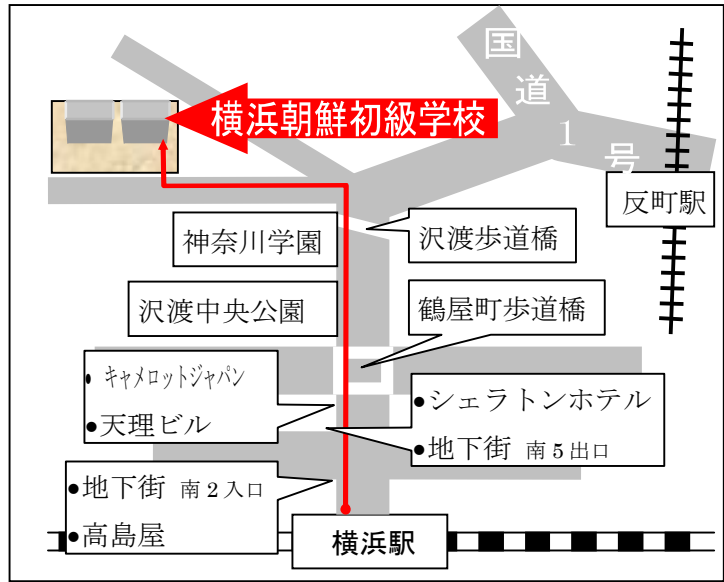 国道1号
横浜朝鮮初級学校
反町駅
神奈川学園
沢渡歩道橋
沢渡中央公園
鶴屋町歩道橋
• キャメロットジャパン
●天理ビル
●シェラトンホテル
●地下街 南5出口
●地下街 南2入口
●高島屋
横浜駅